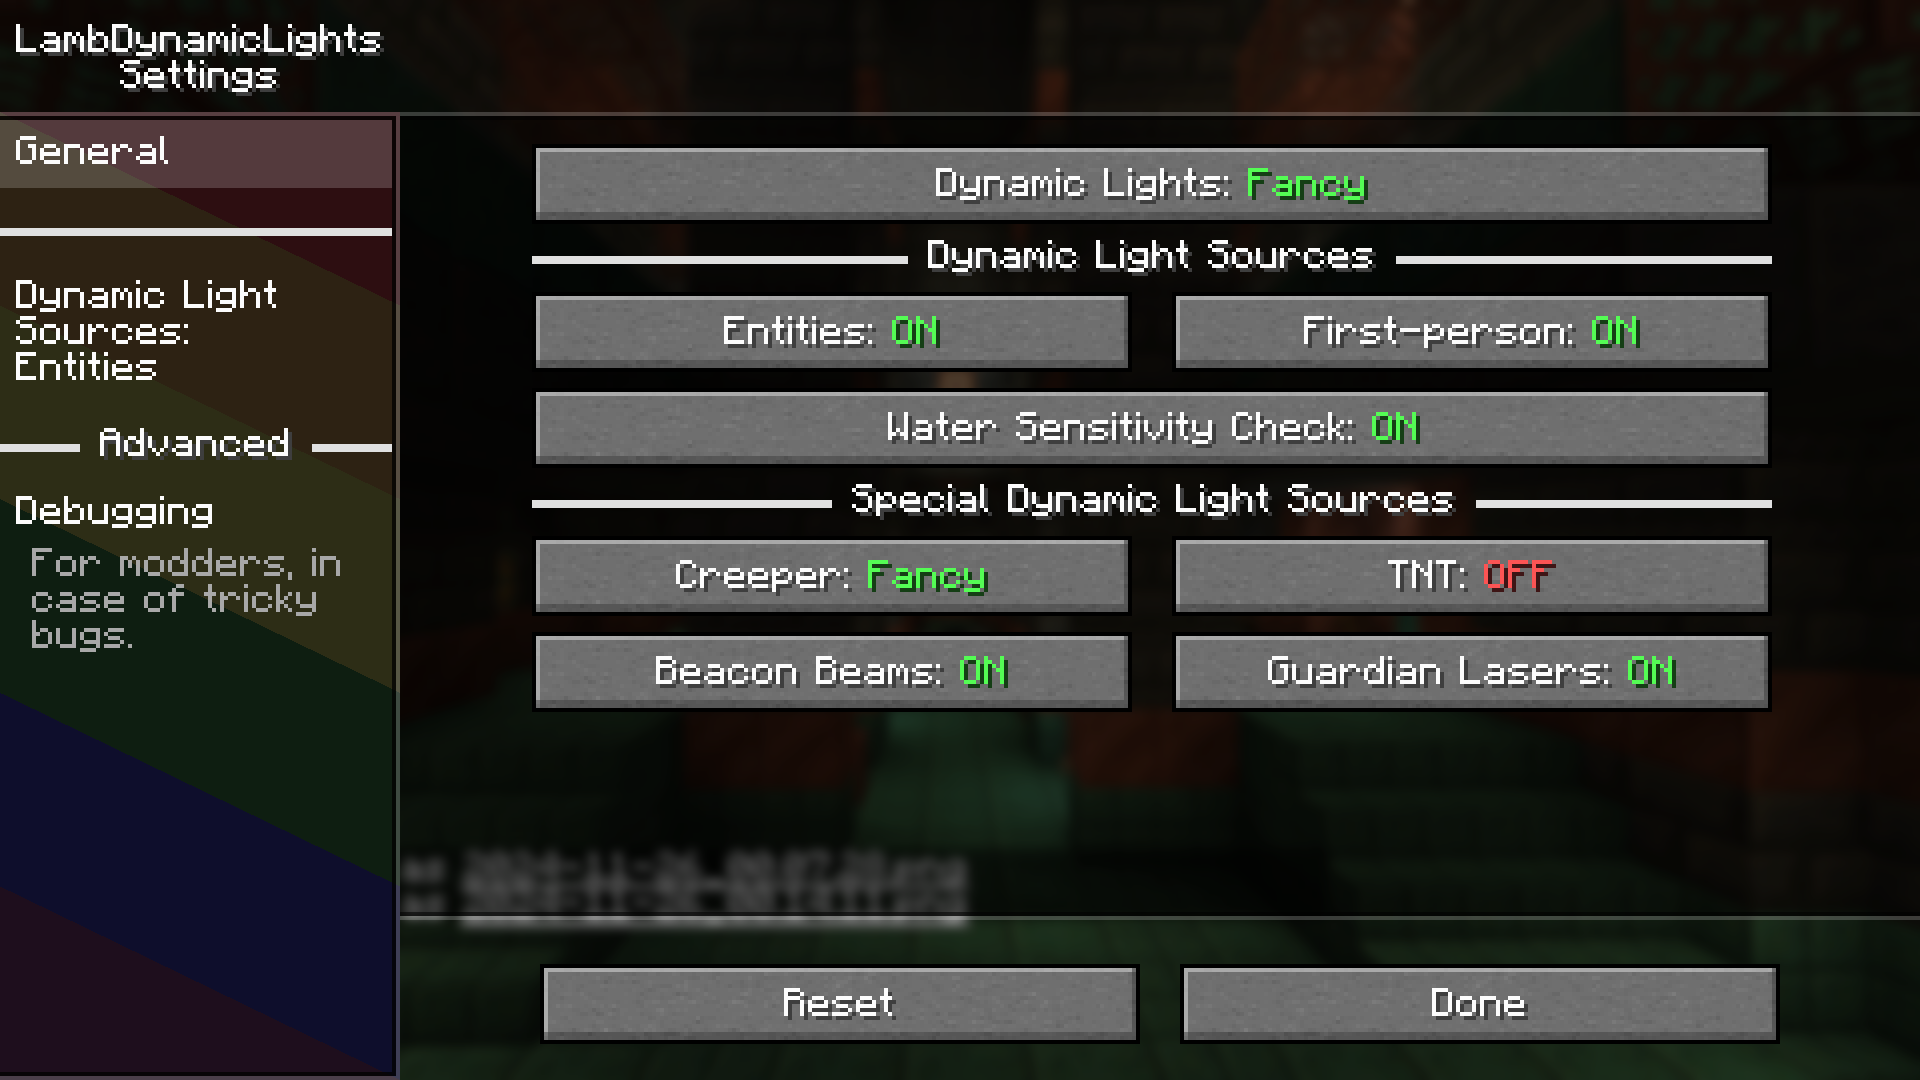 LambDynamicLights
Settings
General
Dynamic Light
Sources:
Entities
Advanced
Debugging
For modders, in
case of tricky
bugs.
Dynamic Lights: Fancy
Dynamic Light Sources
Entities: ON
First-person: ON
Water Sensitivity Check: ON
Special Dynamic Light Sources
Creeper: Fancy
TNT: OFF
Beacon Beams: ON
Guardian Lasers: ON
Reset
Done